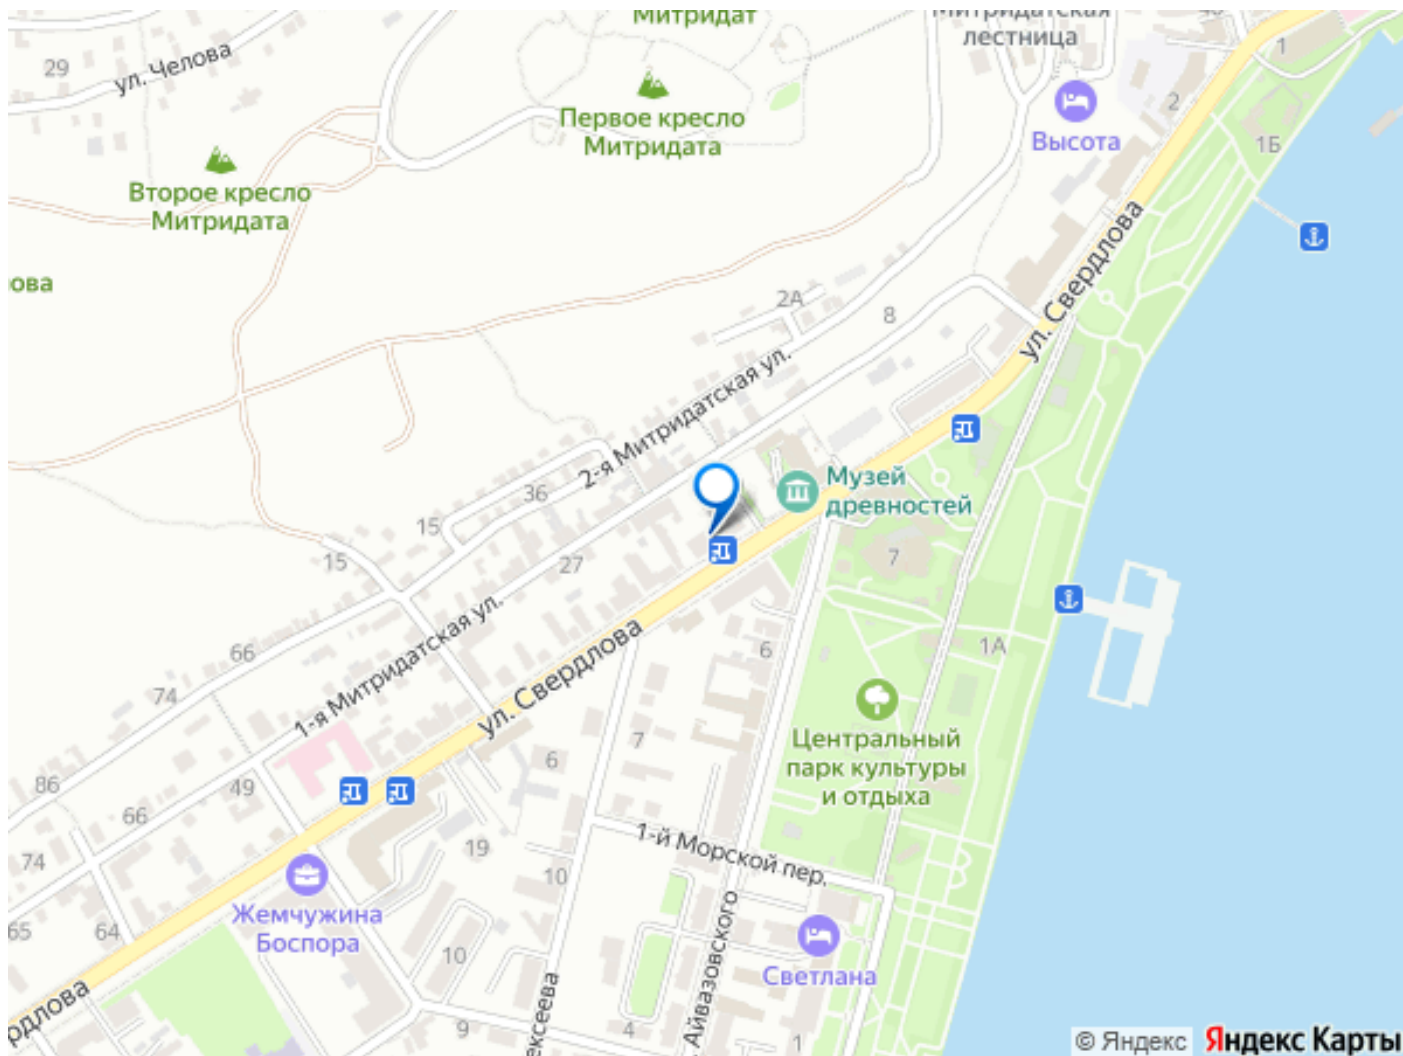 Митридат
Митридатская
лестница
40
1
29
ул. Челова
2
Первое кресло
Митридата
Высота
1Б
Второе кресло
Митридата
ова
2А
8
ул. Свердлова
2-я Митридатская ул.
Музей
древностей
36
15
15
27
7
1-я Митридатская ул.
66
6
1А
74
ул. Свердлова
7
6
Центральный
парк культуры
и отдыха
86
49
66
1-й Морской пер.
19
74
10
Жемчужина
Боспора
65
64
10
Светлана
Айвазовского
ексеева
рдлова
9
4
1
© Яндекс Яндекс Карты